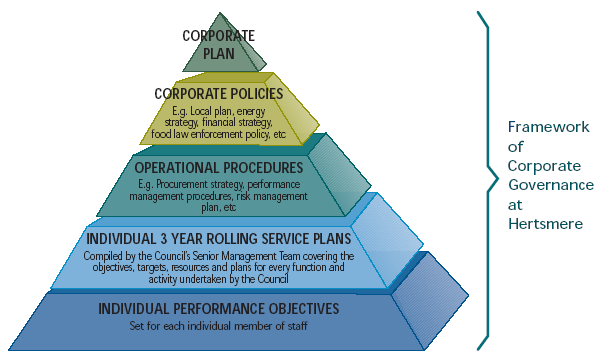 CORPORATE
PLAN
CORPORATE POLICIES
E.g. Local plan, energy
strategy, financial strategy,
food law enforcement policy, etc
OPERATIONAL PROCEDURES
E.g. Procurement strategy, performance
management procedures, risk management
plan, etc
INDIVIDUAL 3 YEAR ROLLING SERVICE PLANS
Compiled by the Council's Senior Management Team covering the
objectives, targets, resources and plans for every function and
activity undertaken by the Council
INDIVIDUAL PERFORMANCE OBJECTIVES
Set for each individual member of staff
Framework
of
Corporate
Governance
at
Hertsmere